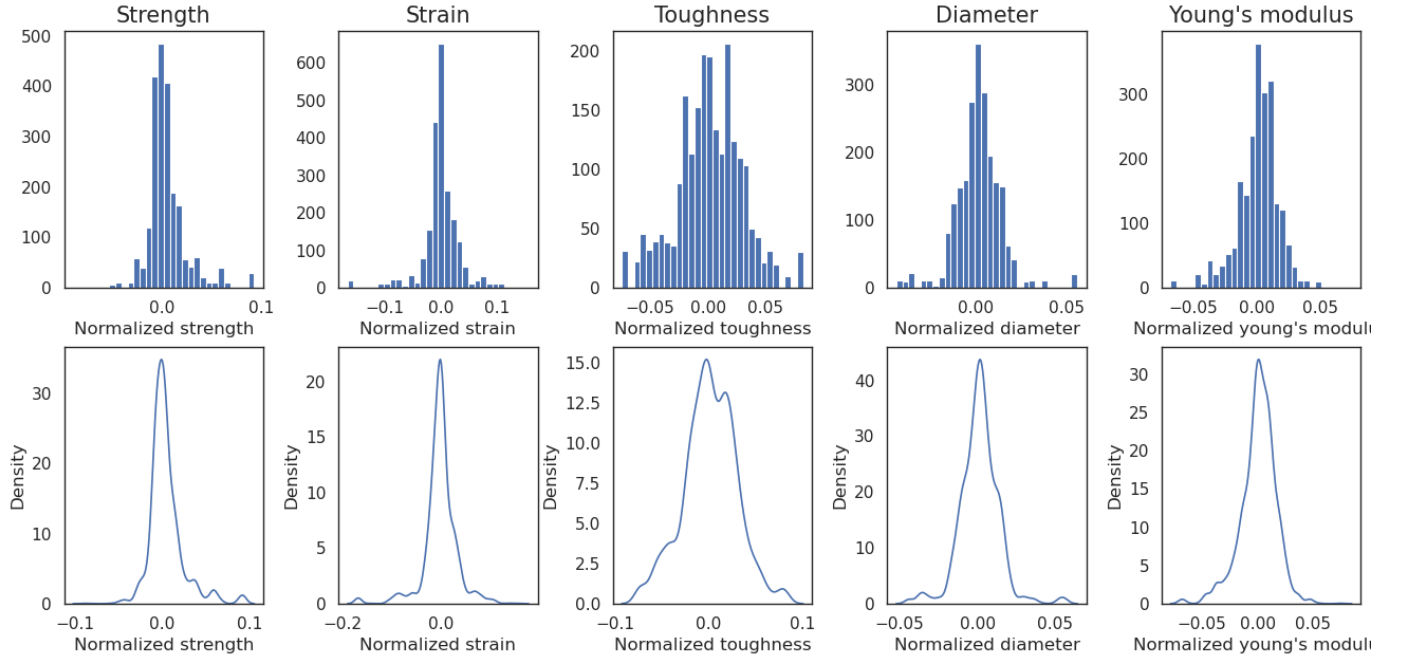 Strength
500
400
300
200
100
0
0.0 0.1
Normalized strength
Strain
600
500
400
300
200
100
0
−0.1 0.0 0.1
Normalized strain
Toughness
200
150
100
50
0
−0.05 0.00 0.05
Normalized toughness
Diameter
300
200
100
0
0.00 0.05
Normalized diameter
Young's modulus
300
200
100
0
−0.05 0.00 0.05
Normalized young's modulu
Density
30
20
10
0
−0.1 0.0 0.1
Normalized strength
Density
20
15
10
5
0
−0.2 0.0
Normalized strain
Density
15.0
12.5
10.0
7.5
5.0
2.5
0.0
−0.1 0.0 0.1
Normalized toughness
Density
40
30
20
10
0
−0.05 0.00 0.05
Normalized diameter
Density
30
25
20
15
10
5
0
−0.05 0.00 0.05
Normalized young's modulu